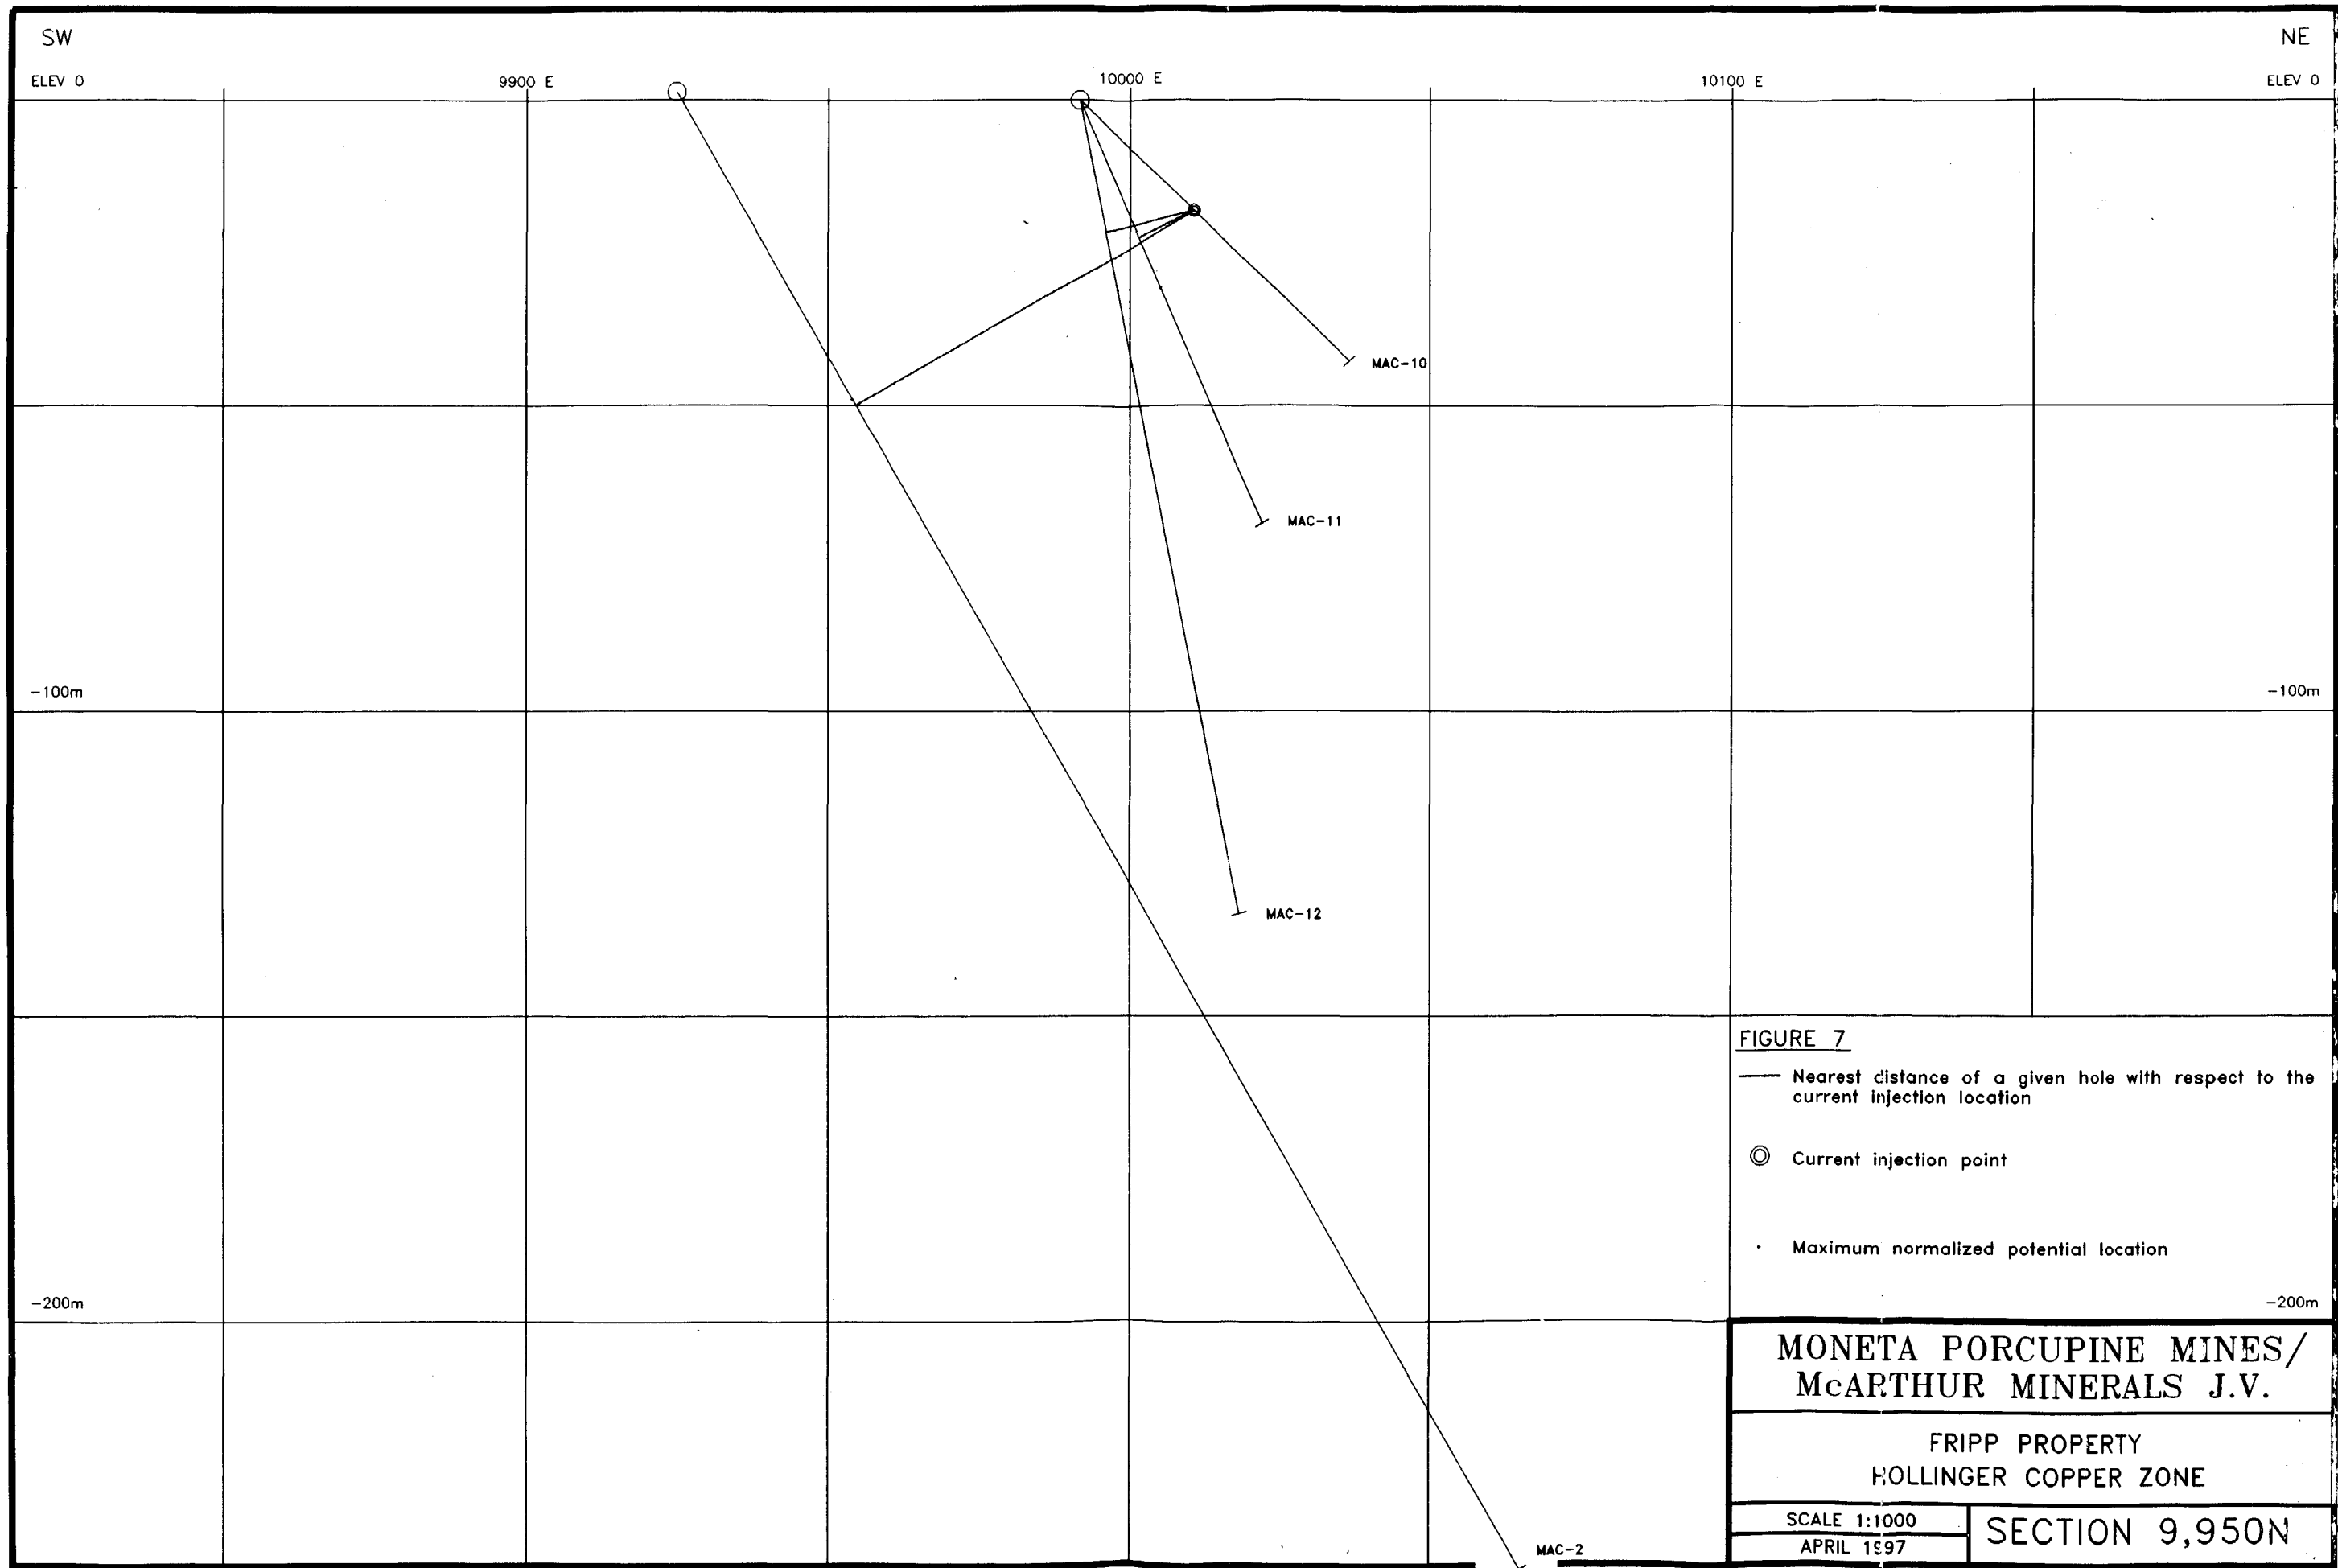 SW
NE
ELEV 0
9900 E
10000 E
10100 E
ELEV 0
MAC-10
MAC-11
-100m
-100m
MAC-12
FIGURE 7
Nearest distance of a given hole with respect to the
current injection location
Current injection point
Maximum normalized potential location
-200m
-200m
MONETA PORCUPINE MINES/
McARTHUR MINERALS J.V.
FRIPP PROPERTY
HOLLINGER COPPER ZONE
SCALE 1:1000
APRIL 1997
SECTION 9,950N
MAC-2